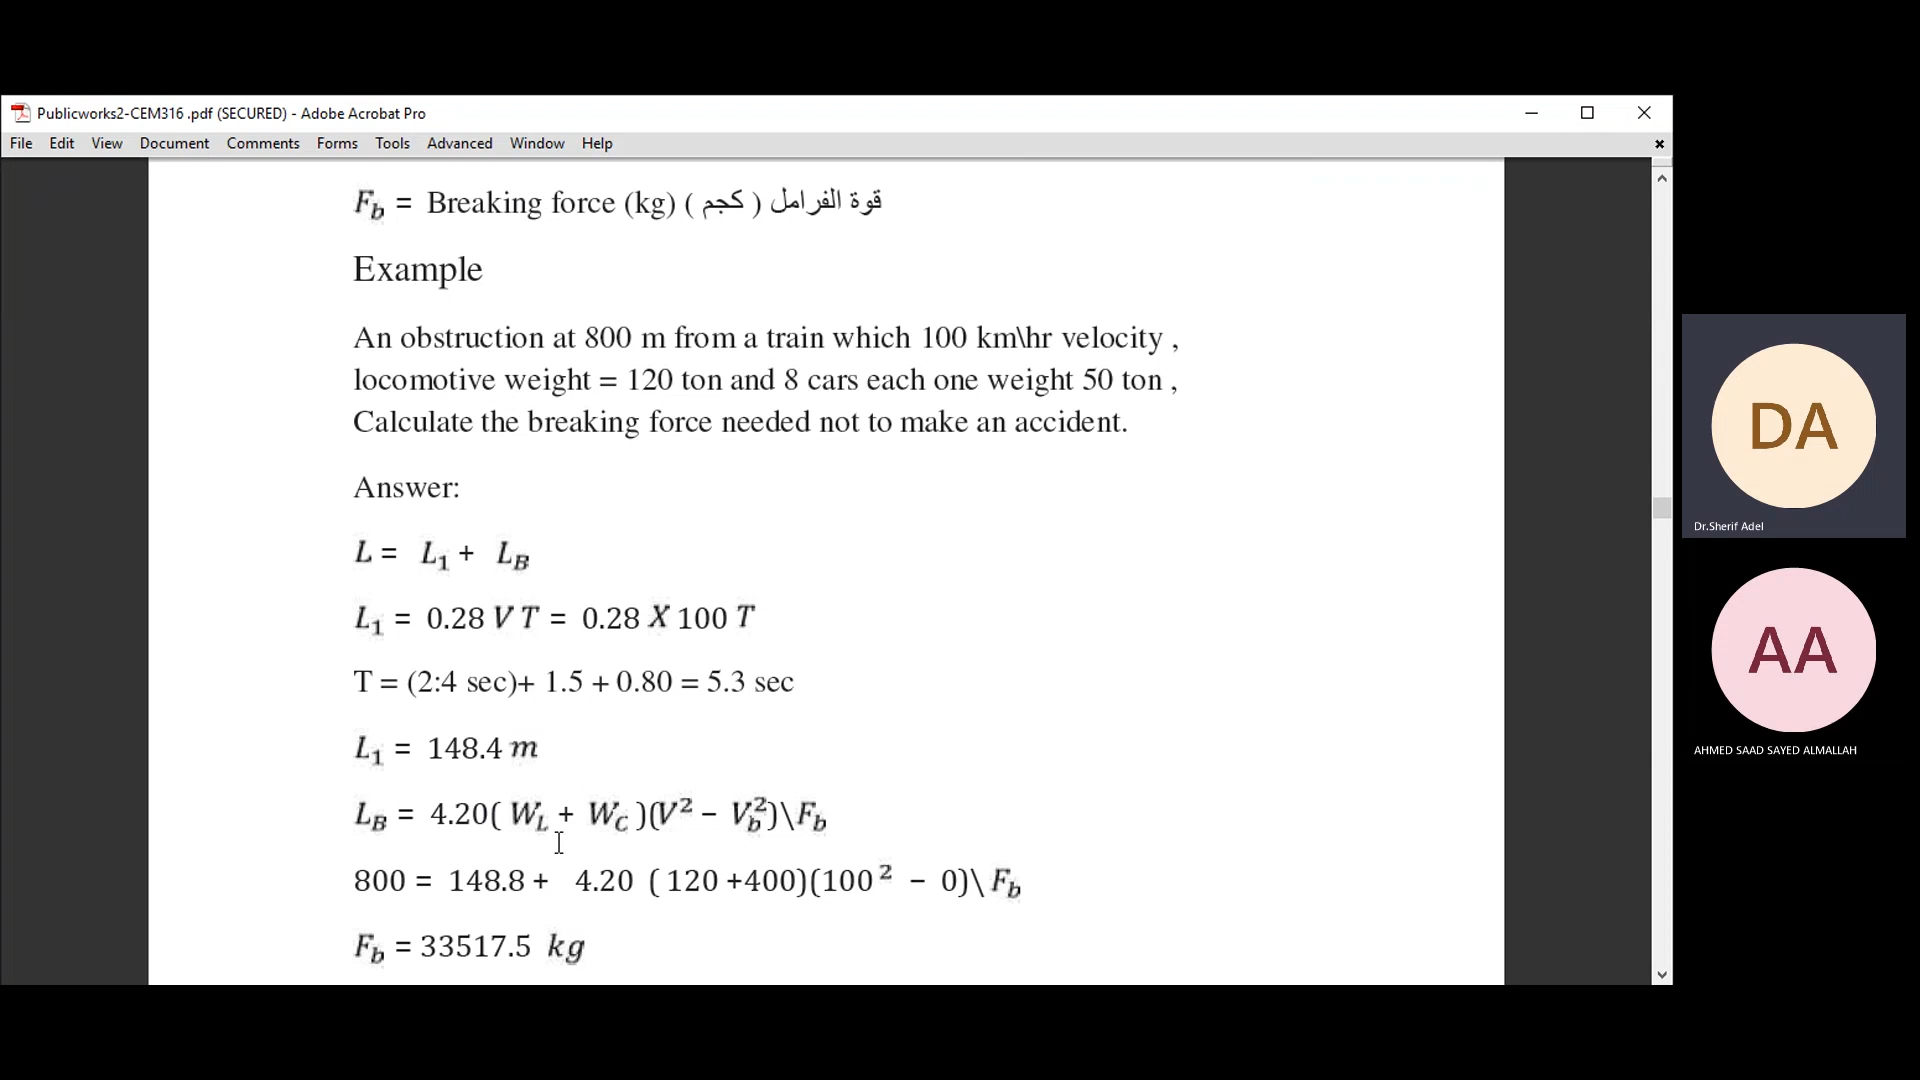 Publicworks2-CEM316 .pdf (SECURED) - Adobe Acrobat Pro
File Edit View Document Comments Forms Tools Advanced Window Help
F_b = Breaking force (kg) ( كجم ) قوة الفرامل
Example
An obstruction at 800 m from a train which 100 km\hr velocity ,
locomotive weight = 120 ton and 8 cars each one weight 50 ton ,
Calculate the breaking force needed not to make an accident.
Answer:
L = L_1 + L_B
L_1 = 0.28 V T = 0.28 X 100 T
T = (2:4 sec)+ 1.5 + 0.80 = 5.3 sec
L_1 = 148.4 m
L_B = 4.20( W_L + W_C )(V² − V_b²)\F_b
800 = 148.8 + 4.20 ( 120 +400)(100² − 0)\ F_b
F_b = 33517.5 kg
DA
Dr.Sherif Adel
AA
AHMED SAAD SAYED ALMALLAH